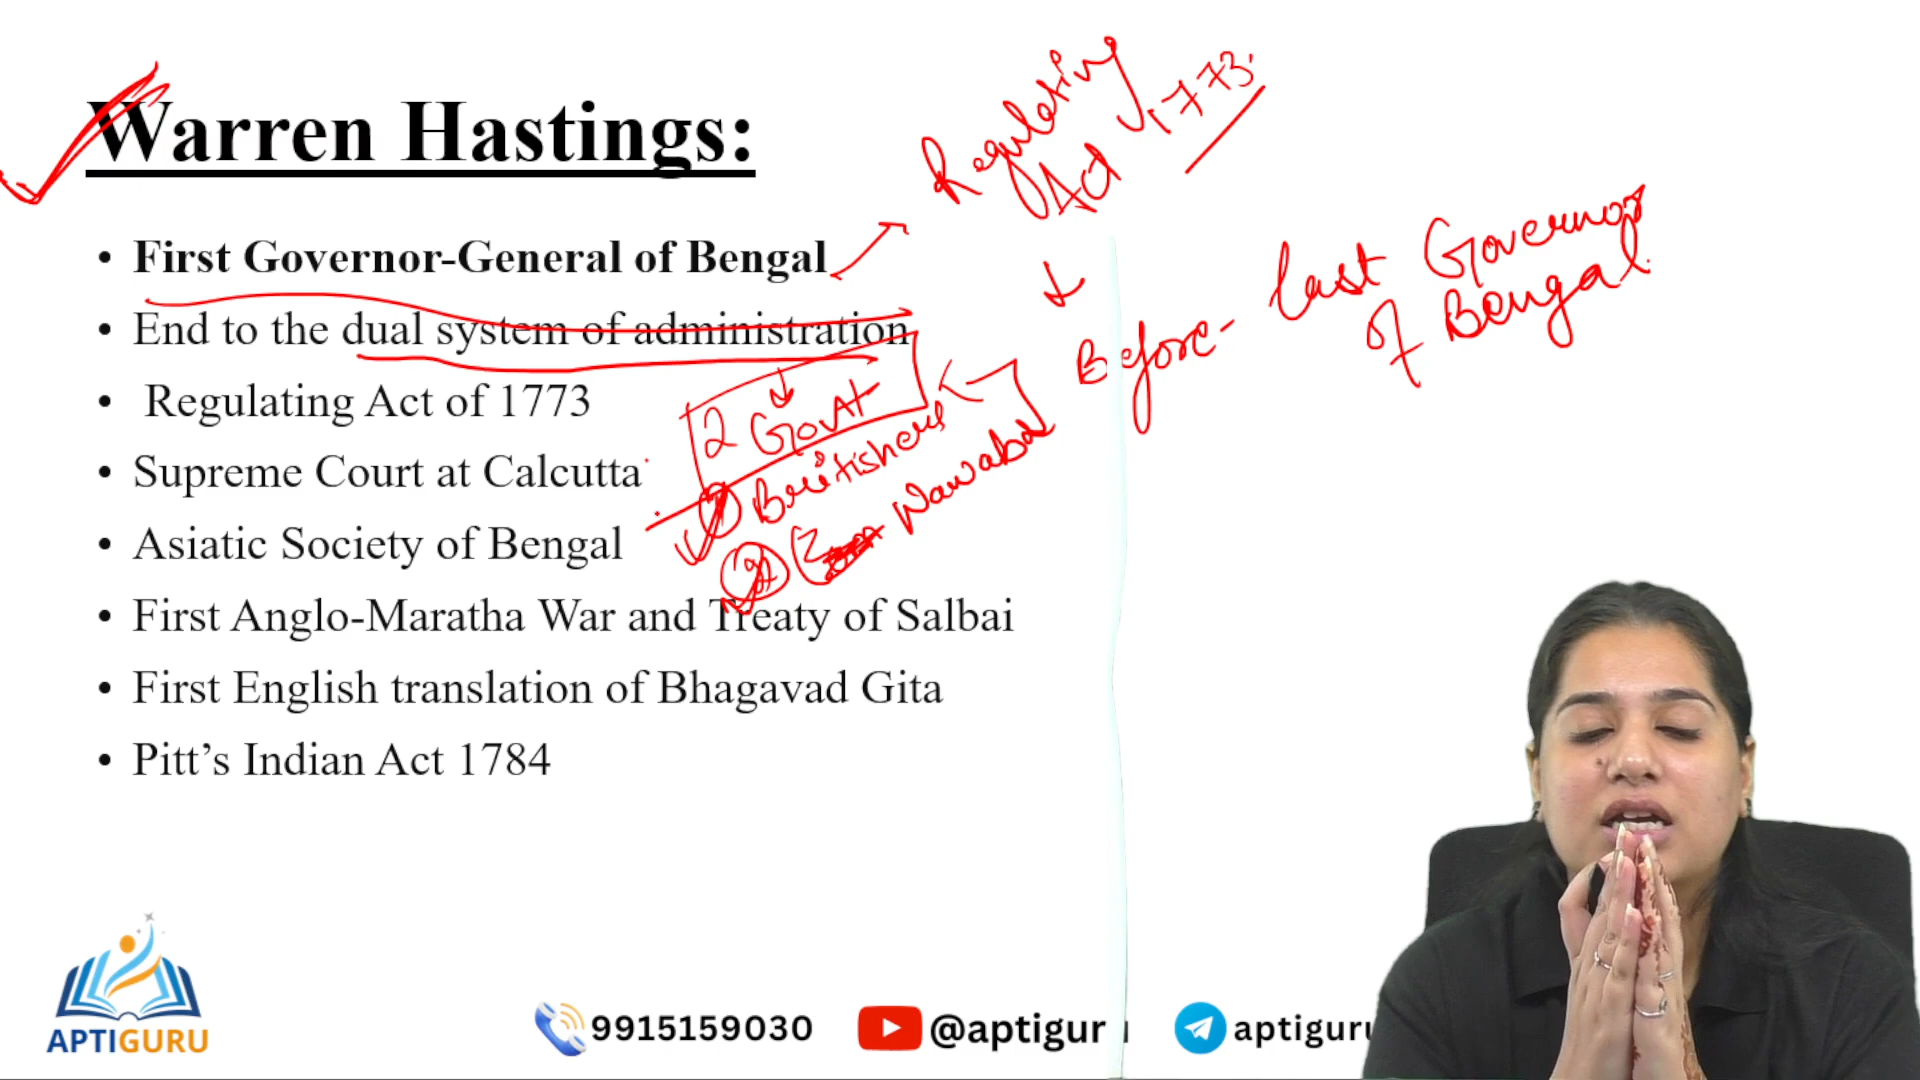 Warren Hastings:
Regulating
Act 1773.
• First Governor-General of Bengal
Before- last Governor
of Bengal.
• End to the dual system of administration
• Regulating Act of 1773
2 Govt
• Supreme Court at Calcutta
1 Britishers
2 Nawabs
• Asiatic Society of Bengal
• First Anglo-Maratha War and Treaty of Salbai
• First English translation of Bhagavad Gita
• Pitt’s Indian Act 1784
APTIGURU
9915159030
@aptigur
aptiguru